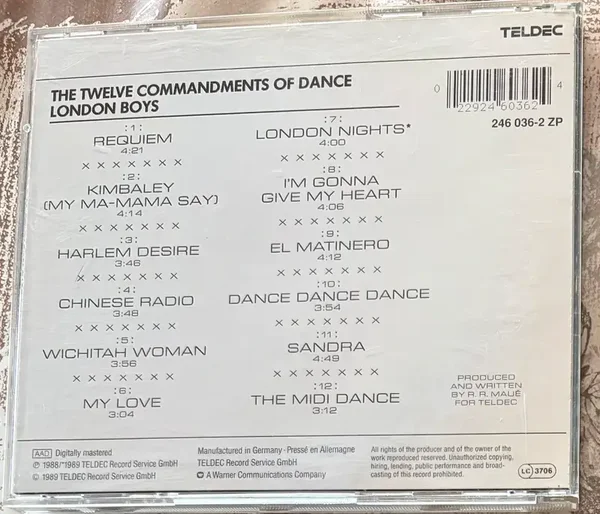 TELDEC
THE TWELVE COMMANDMENTS OF DANCE
LONDON BOYS
0 22924 60362 4
246 036-2 ZP
:1:
REQUIEM
4:21
× × × × × × ×
:2:
KIMBALEY
(MY MA-MAMA SAY)
4:14
× × × × × × ×
:3:
HARLEM DESIRE
3:46
× × × × × × ×
:4:
CHINESE RADIO
3:48
× × × × × × ×
:5:
WICHITAH WOMAN
3:56
× × × × × × ×
:6:
MY LOVE
3:04
:7:
LONDON NIGHTS*
4:00
× × × × × × ×
:8:
I'M GONNA
GIVE MY HEART
4:06
× × × × × × ×
:9:
EL MATINERO
4:12
× × × × × × ×
:10:
DANCE DANCE DANCE
3:54
× × × × × × ×
:11:
SANDRA
4:49
× × × × × × ×
:12:
THE MIDI DANCE
3:12
PRODUCED
AND WRITTEN
BY R. R. MAUÉ
FOR TELDEC
AAD Digitally mastered
℗ 1988/*1989 TELDEC Record Service GmbH
© 1989 TELDEC Record Service GmbH
Manufactured in Germany · Pressé en Allemagne
TELDEC Record Service GmbH
A Warner Communications Company
All rights of the producer and of the owner of the
work reproduced reserved. Unauthorized copying,
hiring, lending, public performance and broad-
casting of this record prohibited.
LC 3706